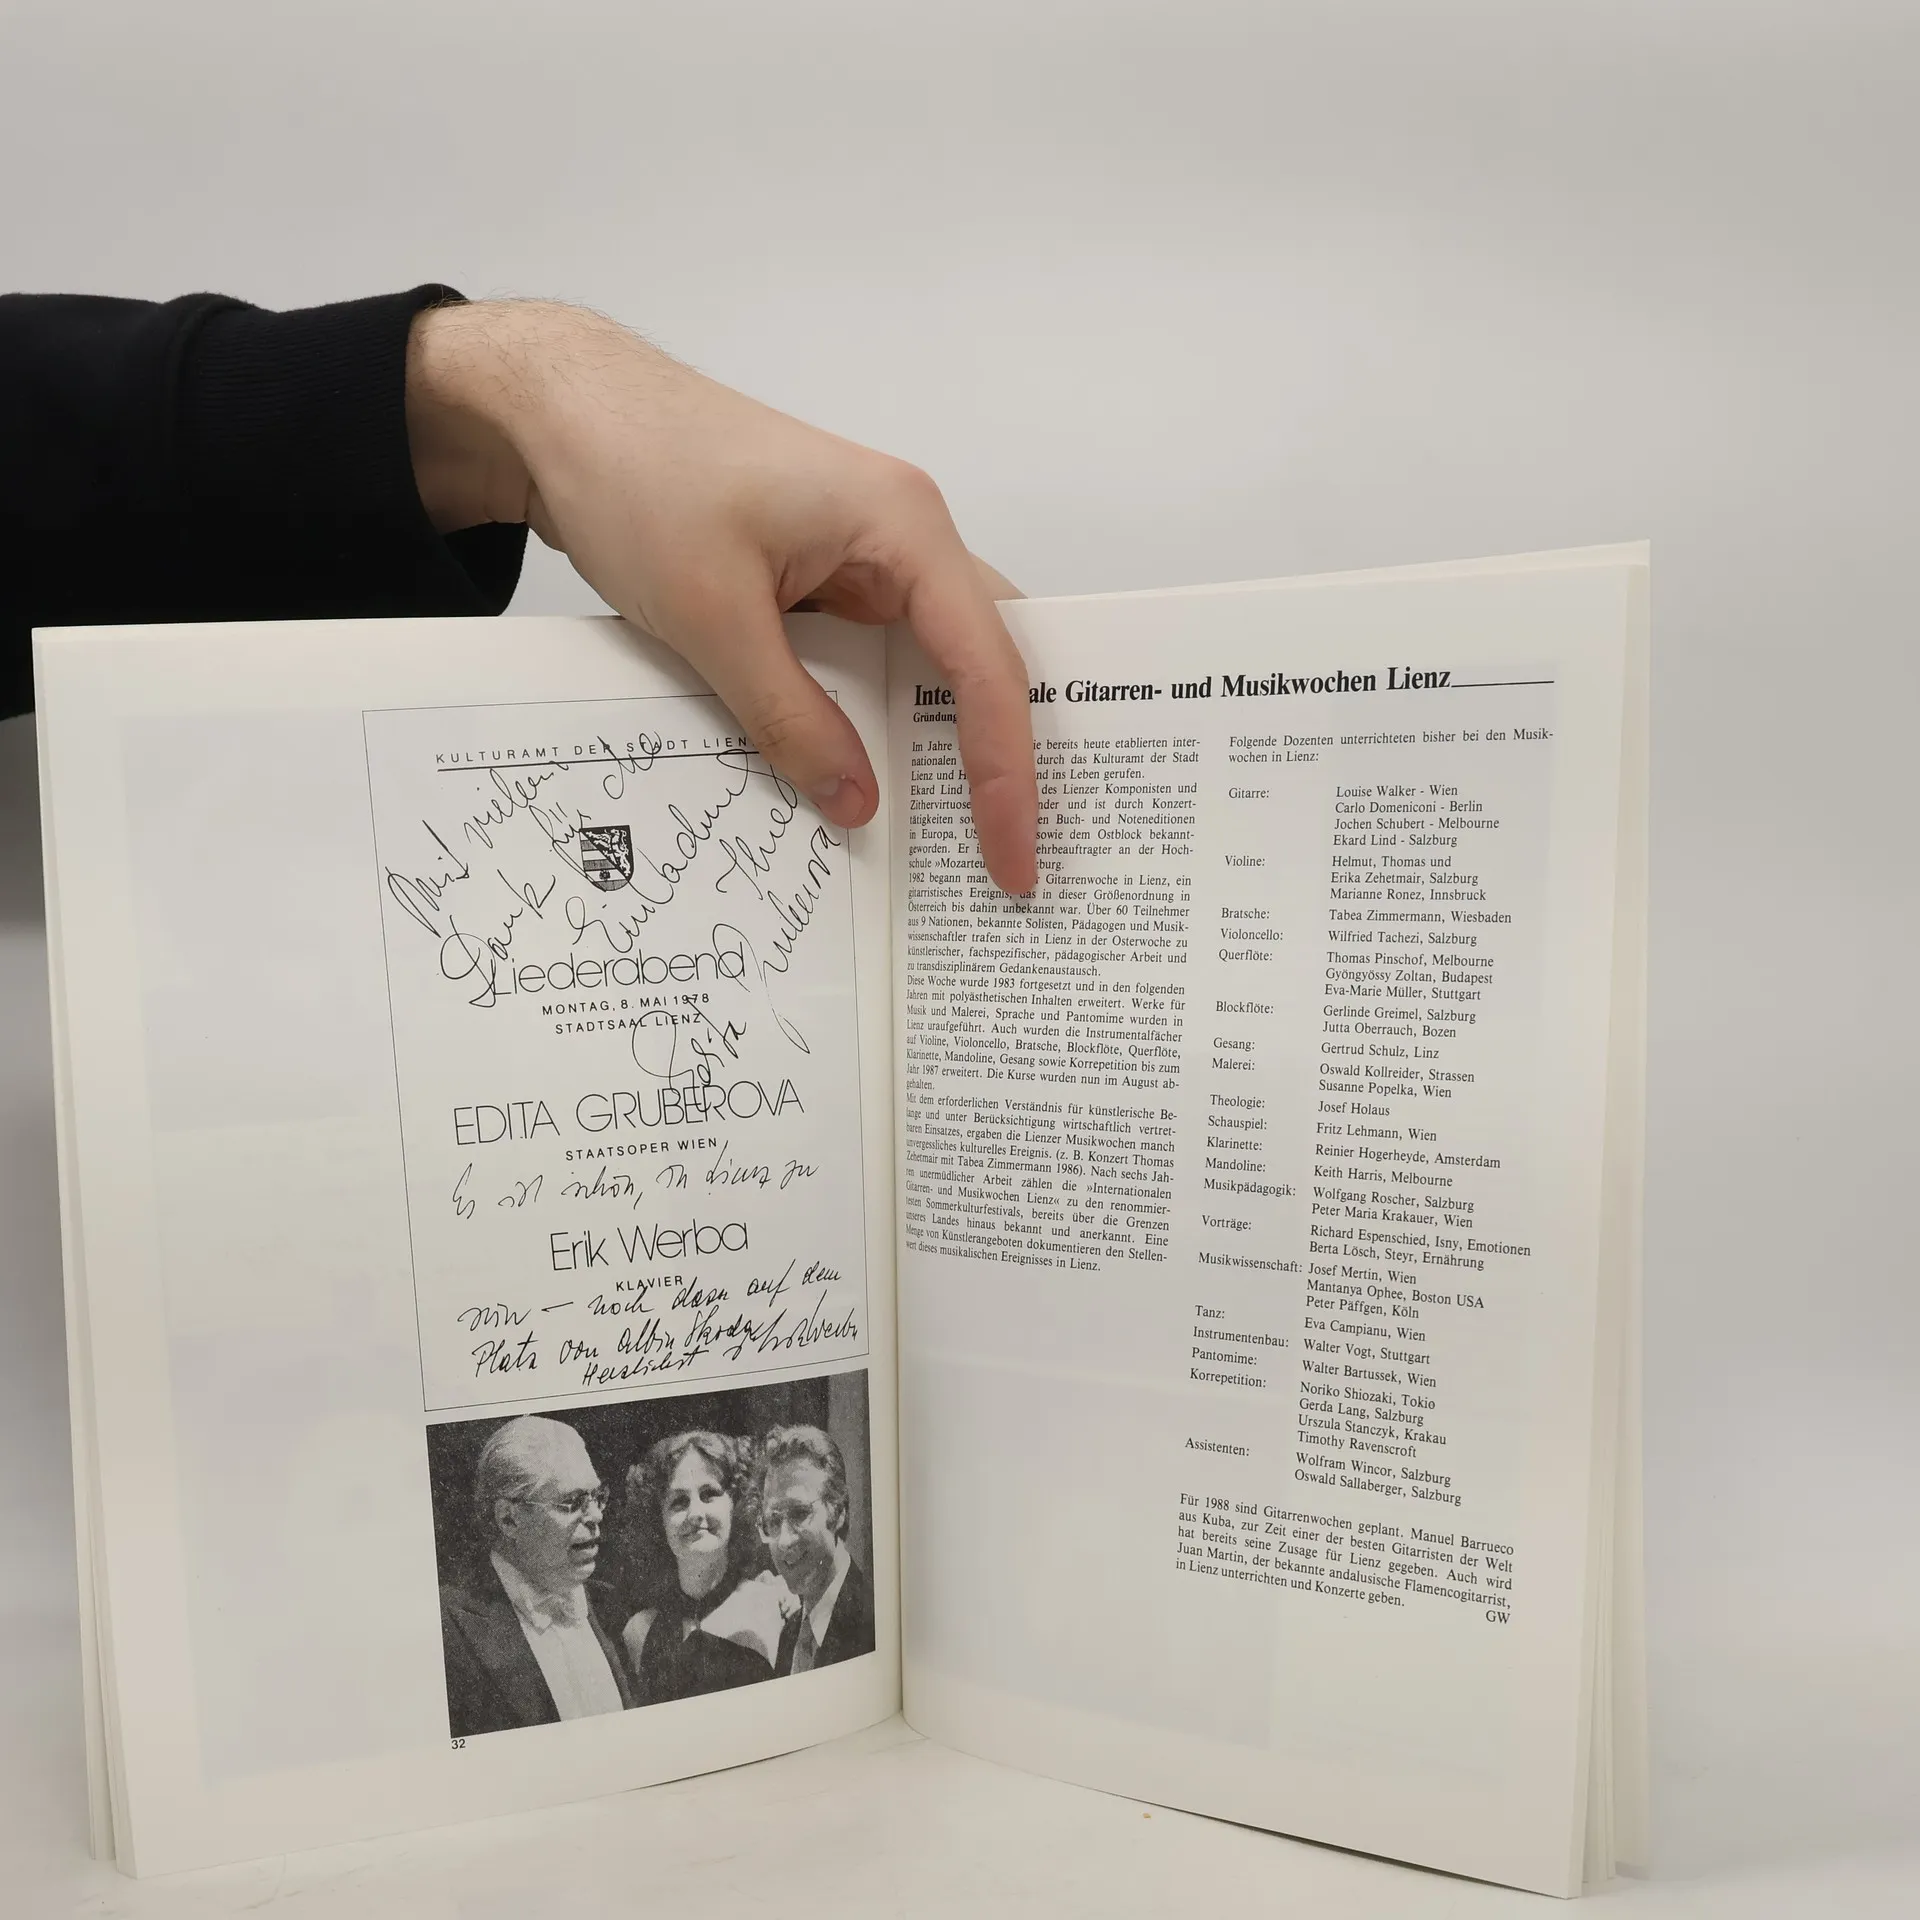 KULTURAMT DER STADT LIEN
Mit vielem
Dank für die
Einladung
Ihre
Gruberova
Liederabend
MONTAG, 8. MAI 1978
STADTSAAL LIENZ
Edita
EDITA GRUBEROVA
STAATSOPER WIEN
Es ist schön, in Lienz zu
Erik Werba
KLAVIER
sein – noch dazu auf dem
Platz von Albin Skoda
Herzlichst Erik Werba
32
Inte ale Gitarren- und Musikwochen Lienz
Gründung
Im Jahre ie bereits heute etablierten inter-
nationalen durch das Kulturamt der Stadt
Lienz und H nd ins Leben gerufen.
Ekard Lind des Lienzer Komponisten und
Zithervirtuose nder und ist durch Konzert-
tätigkeiten sow en Buch- und Noteneditionen
in Europa, US sowie dem Ostblock bekannt-
geworden. Er i ehrbeauftragter an der Hoch-
schule »Mozarteu burg.
1982 begann man r Gitarrenwoche in Lienz, ein
gitarristisches Ereignis, das in dieser Größenordnung in
Österreich bis dahin unbekannt war. Über 60 Teilnehmer
aus 9 Nationen, bekannte Solisten, Pädagogen und Musik-
wissenschaftler trafen sich in Lienz in der Osterwoche zu
künstlerischer, fachspezifischer, pädagogischer Arbeit und
zu transdisziplinärem Gedankenaustausch.
Diese Woche wurde 1983 fortgesetzt und in den folgenden
Jahren mit polyästhetischen Inhalten erweitert. Werke für
Musik und Malerei, Sprache und Pantomime wurden in
Lienz uraufgeführt. Auch wurden die Instrumentalfächer
auf Violine, Violoncello, Bratsche, Blockflöte, Querflöte,
Klarinette, Mandoline, Gesang sowie Korrepetition bis zum
Jahr 1987 erweitert. Die Kurse wurden nun im August ab-
gehalten.
Mit dem erforderlichen Verständnis für künstlerische Be-
lange und unter Berücksichtigung wirtschaftlich vertret-
baren Einsatzes, ergaben die Lienzer Musikwochen manch
unvergessliches kulturelles Ereignis. (z. B. Konzert Thomas
Zehetmair mit Tabea Zimmermann 1986). Nach sechs Jah-
ren unermüdlicher Arbeit zählen die »Internationalen
Gitarren- und Musikwochen Lienz« zu den renommier-
testen Sommerkulturfestivals, bereits über die Grenzen
unseres Landes hinaus bekannt und anerkannt. Eine
Menge von Künstlerangeboten dokumentieren den Stellen-
wert dieses musikalischen Ereignisses in Lienz.
Folgende Dozenten unterrichteten bisher bei den Musik-
wochen in Lienz:
Gitarre: Louise Walker - Wien
Carlo Domeniconi - Berlin
Jochen Schubert - Melbourne
Ekard Lind - Salzburg
Violine: Helmut, Thomas und
Erika Zehetmair, Salzburg
Marianne Ronez, Innsbruck
Bratsche: Tabea Zimmermann, Wiesbaden
Violoncello: Wilfried Tachezi, Salzburg
Querflöte: Thomas Pinschof, Melbourne
Gyöngyössy Zoltan, Budapest
Eva-Marie Müller, Stuttgart
Blockflöte: Gerlinde Greimel, Salzburg
Jutta Oberrauch, Bozen
Gesang: Gertrud Schulz, Linz
Malerei: Oswald Kollreider, Strassen
Susanne Popelka, Wien
Theologie: Josef Holaus
Schauspiel: Fritz Lehmann, Wien
Klarinette: Reinier Hogerheyde, Amsterdam
Mandoline: Keith Harris, Melbourne
Musikpädagogik: Wolfgang Roscher, Salzburg
Peter Maria Krakauer, Wien
Vorträge: Richard Espenschied, Isny, Emotionen
Berta Lösch, Steyr, Ernährung
Musikwissenschaft: Josef Mertin, Wien
Mantanya Ophee, Boston USA
Peter Päffgen, Köln
Tanz: Eva Campianu, Wien
Instrumentenbau: Walter Vogt, Stuttgart
Pantomime: Walter Bartussek, Wien
Korrepetition: Noriko Shiozaki, Tokio
Gerda Lang, Salzburg
Urszula Stanczyk, Krakau
Timothy Ravenscroft
Assistenten: Wolfram Wincor, Salzburg
Oswald Sallaberger, Salzburg
Für 1988 sind Gitarrenwochen geplant. Manuel Barrueco
aus Kuba, zur Zeit einer der besten Gitarristen der Welt
hat bereits seine Zusage für Lienz gegeben. Auch wird
Juan Martin, der bekannte andalusische Flamencogitarrist,
in Lienz unterrichten und Konzerte geben.
GW